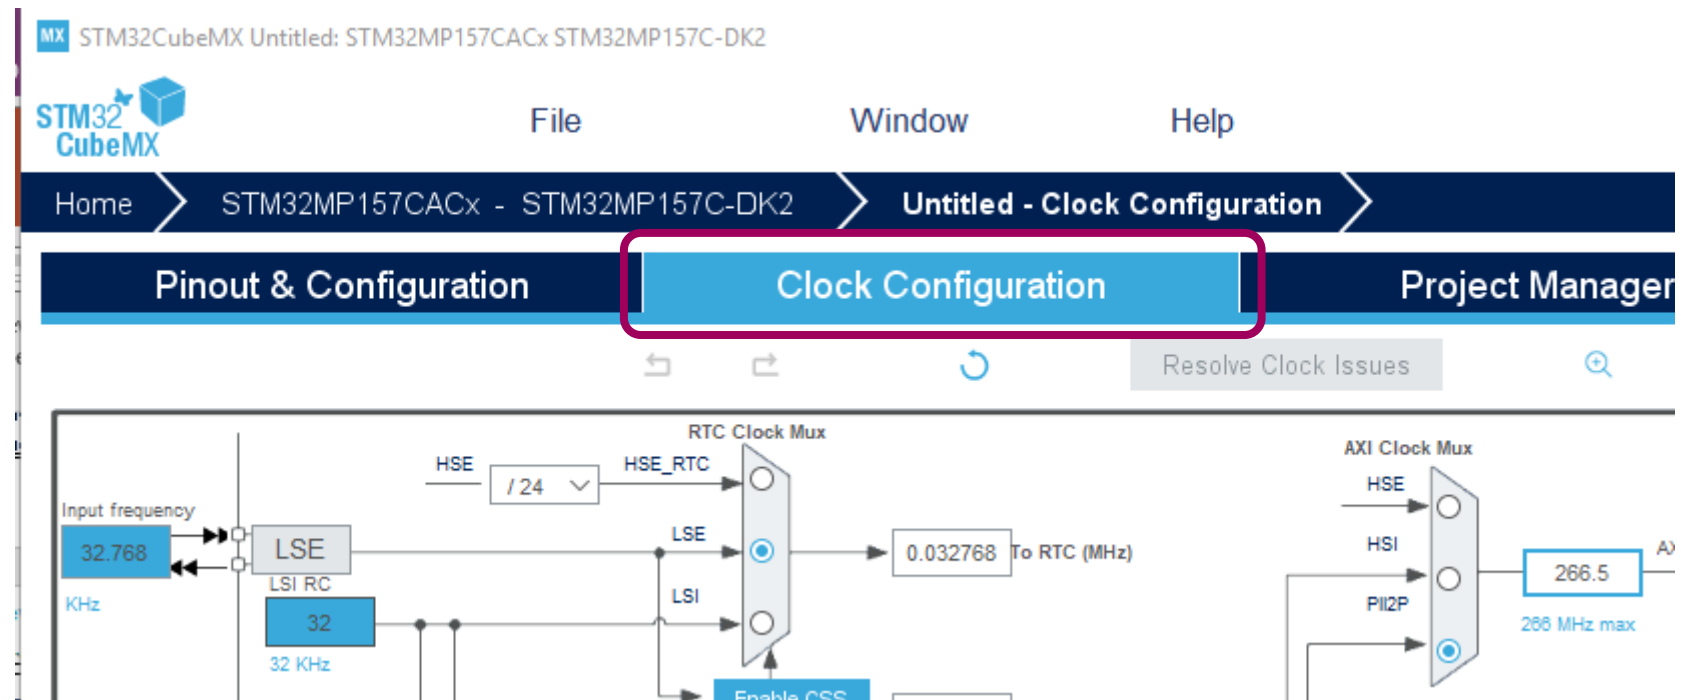 MX STM32CubeMX Untitled: STM32MP157CACx STM32MP157C-DK2
STM32
CubeMX
File Window Help
Home STM32MP157CACx - STM32MP157C-DK2 Untitled - Clock Configuration
Pinout & Configuration Clock Configuration Project Manager
Resolve Clock Issues
RTC Clock Mux
AXI Clock Mux
HSE / 24 HSE_RTC
HSE
Input frequency
32.768
LSE
LSE
0.032768 To RTC (MHz)
HSI
266.5
AX
LSI RC
KHz
LSI
Pll2P
32
266 MHz max
32 KHz
Enable CSS